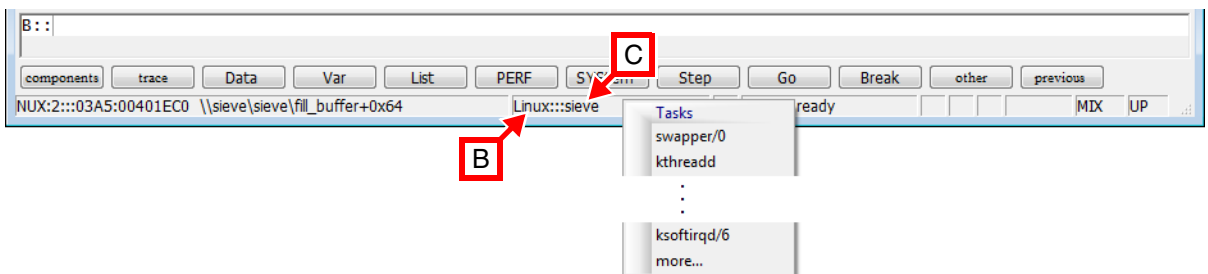 B::
C
components trace Data Var List PERF SYSTEM Step Go Break other previous
NUX:2:::03A5:00401EC0 \\sieve\sieve\fill_buffer+0x64 Linux:::sieve ready MIX UP
Tasks
swapper/0
B
kthreadd
ksoftirqd/6
more...